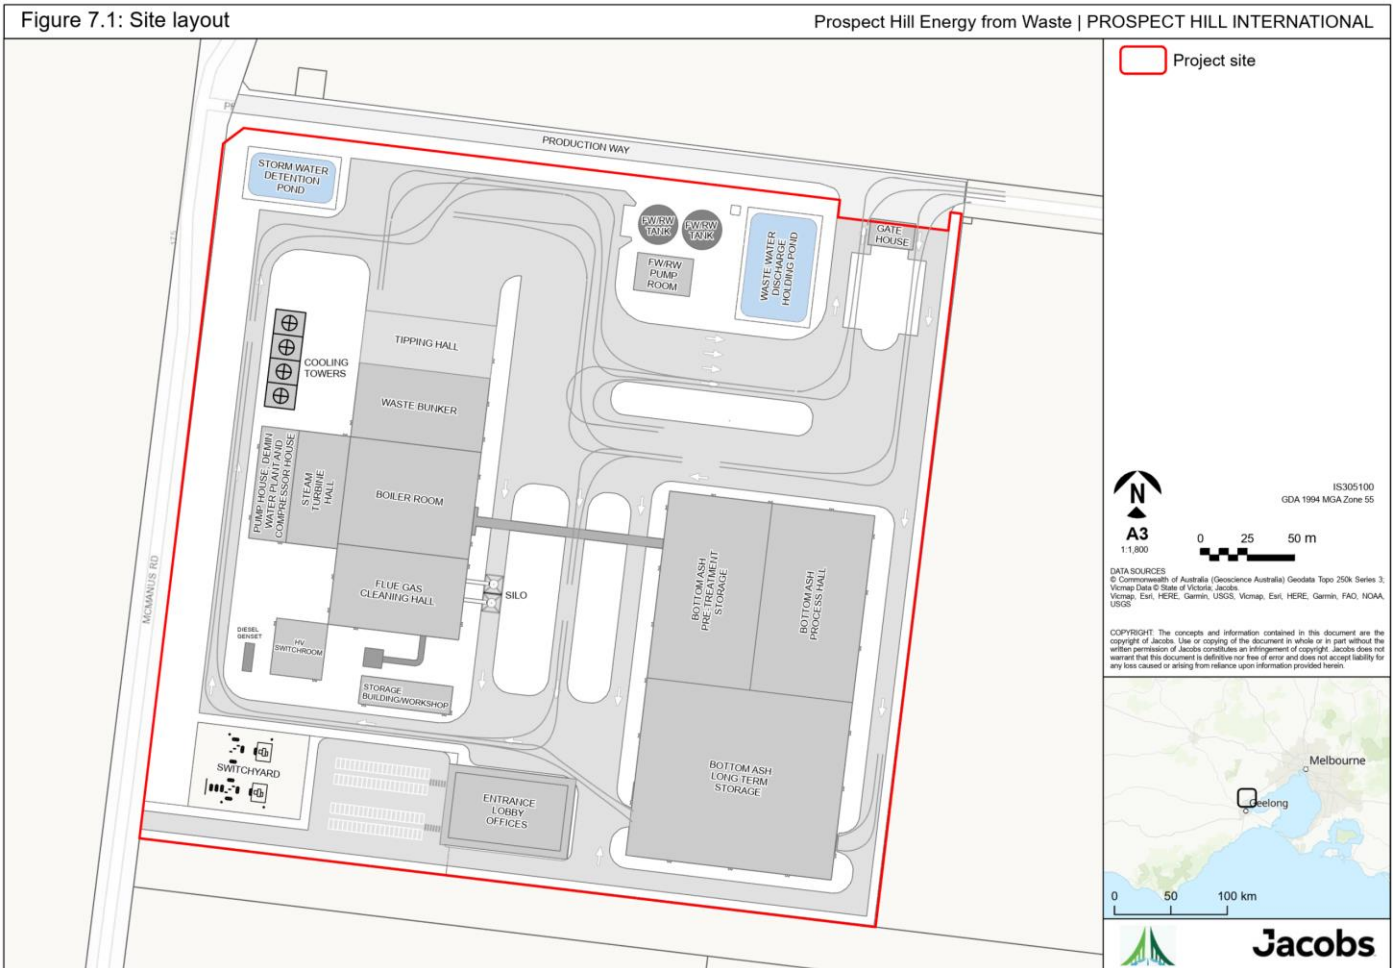 Figure 7.1: Site layout
Prospect Hill Energy from Waste | PROSPECT HILL INTERNATIONAL
Project site
PRODUCTION WAY
STORM WATER
DETENTION
POND
FW/RW
TANK
FW/RW
TANK
FW/RW
PUMP
ROOM
WASTE WATER
DISCHARGE
HOLDING POND
GATE
HOUSE
TIPPING HALL
COOLING
TOWERS
WASTE BUNKER
PUMP HOUSE, DEMIN
WATER PLANT AND
COMPRESSOR HOUSE
STEAM
TURBINE
HALL
BOILER ROOM
FLUE GAS
CLEANING HALL
SILO
BOTTOM ASH
PRE-TREATMENT
STORAGE
BOTTOM ASH
PROCESS HALL
MCMANUS RD
DIESEL
GENSET
HV
SWITCHROOM
STORAGE
BUILDING/WORKSHOP
SWITCHYARD
ENTRANCE
LOBBY
OFFICES
BOTTOM ASH
LONG TERM
STORAGE
N
A3
1:1,800
IS305100
GDA 1994 MGA Zone 55
0 25 50 m
DATA SOURCES
© Commonwealth of Australia (Geoscience Australia) Geodata Topo 250k Series 3;
Vicmap Data © State of Victoria; Jacobs.
Vicmap, Esri, HERE, Garmin, USGS, Vicmap, Esri, HERE, Garmin, FAO, NOAA,
USGS
COPYRIGHT: The concepts and information contained in this document are the
copyright of Jacobs. Use or copying of the document in whole or in part without the
written permission of Jacobs constitutes an infringement of copyright. Jacobs does not
warrant that this document is definitive nor free of error and does not accept liability for
any loss caused or arising from reliance upon information provided herein.
Melbourne
Geelong
0 50 100 km
Jacobs